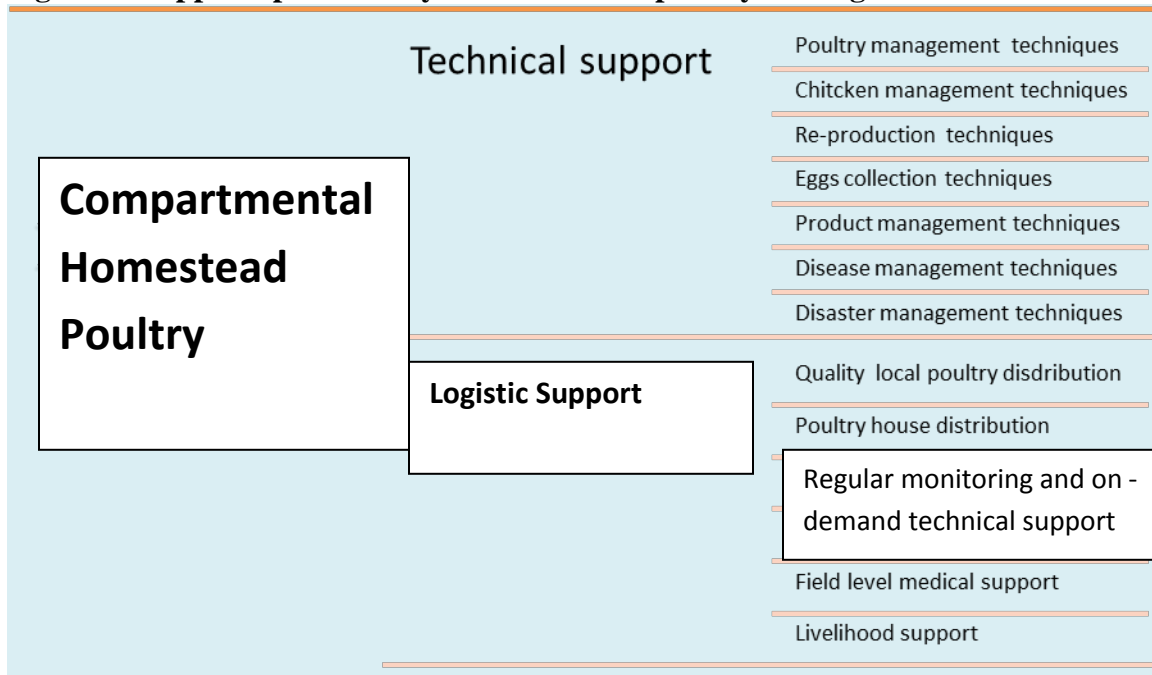 Technical support
Poultry management techniques
Chitcken management techniques
Re-production techniques
Eggs collection techniques
Product management techniques
Disease management techniques
Disaster management techniques
Compartmental
Homestead
Poultry
Logistic Support
Quality local poultry disdribution
Poultry house distribution
Regular monitoring and on -
demand technical support
Field level medical support
Livelihood support